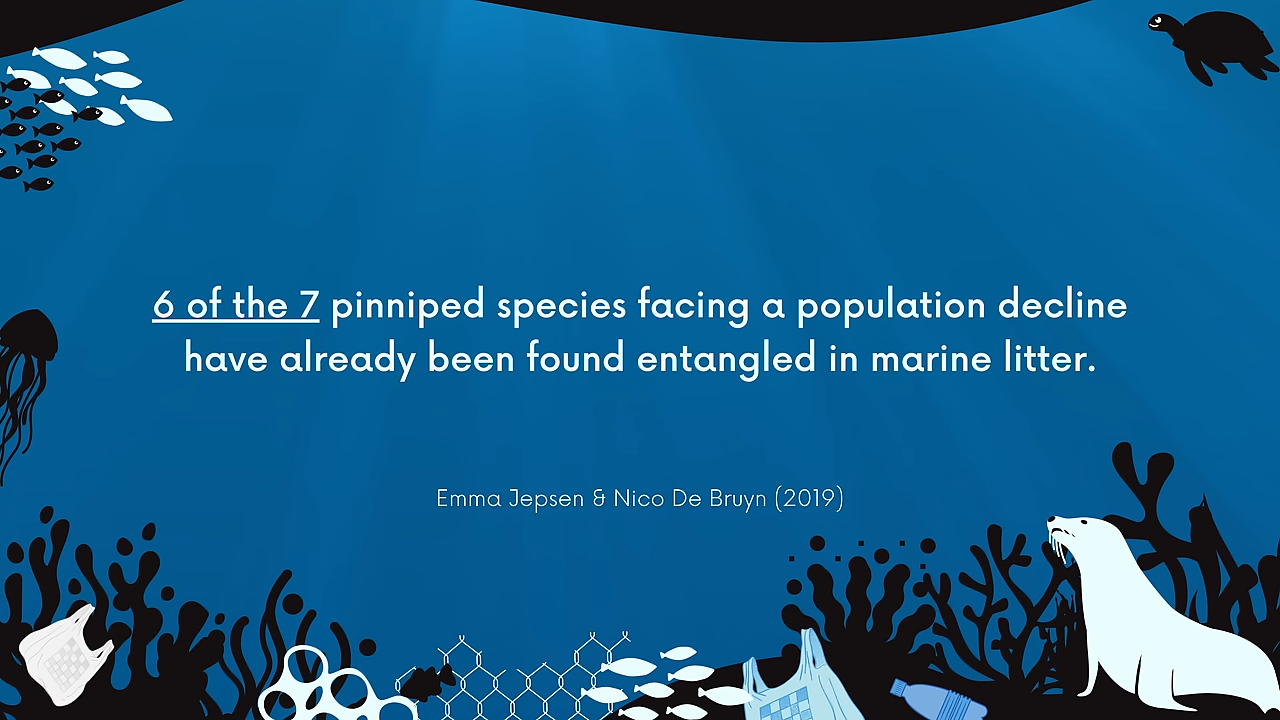 6 of the 7 pinniped species facing a population decline
have already been found entangled in marine litter.
Emma Jepsen & Nico De Bruyn (2019)